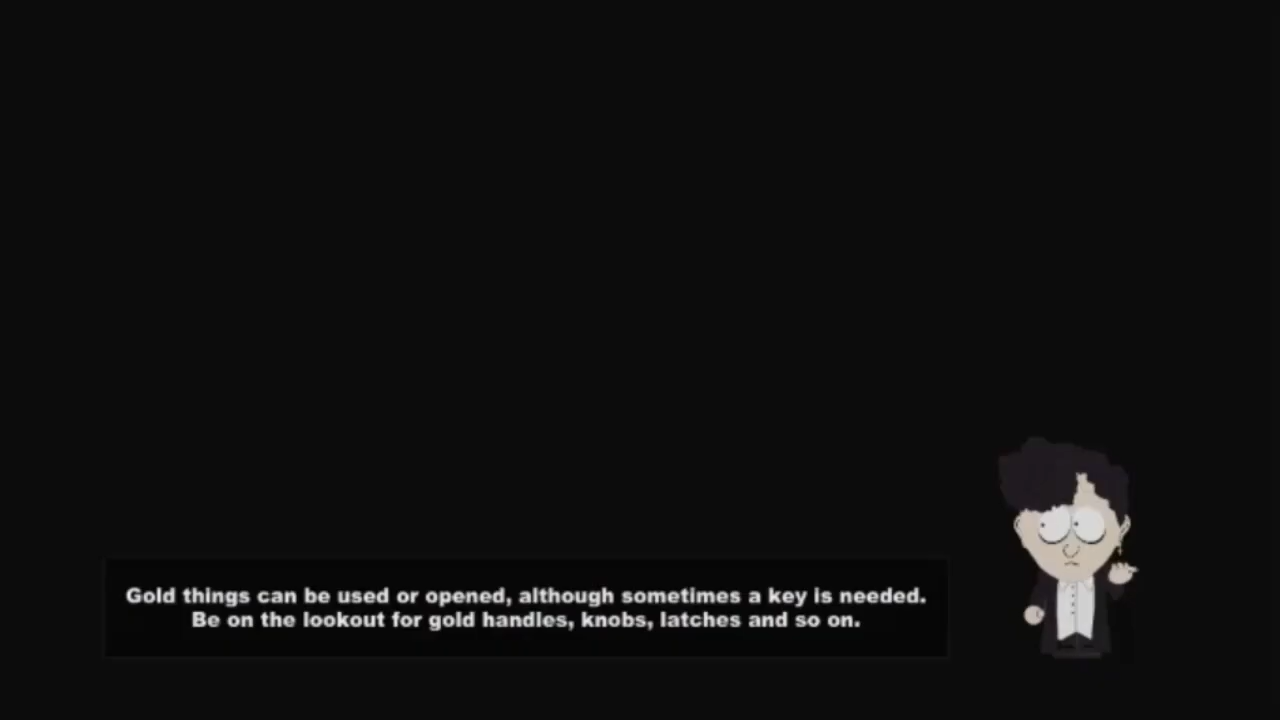 Gold things can be used or opened, although sometimes a key is needed.
Be on the lookout for gold handles, knobs, latches and so on.